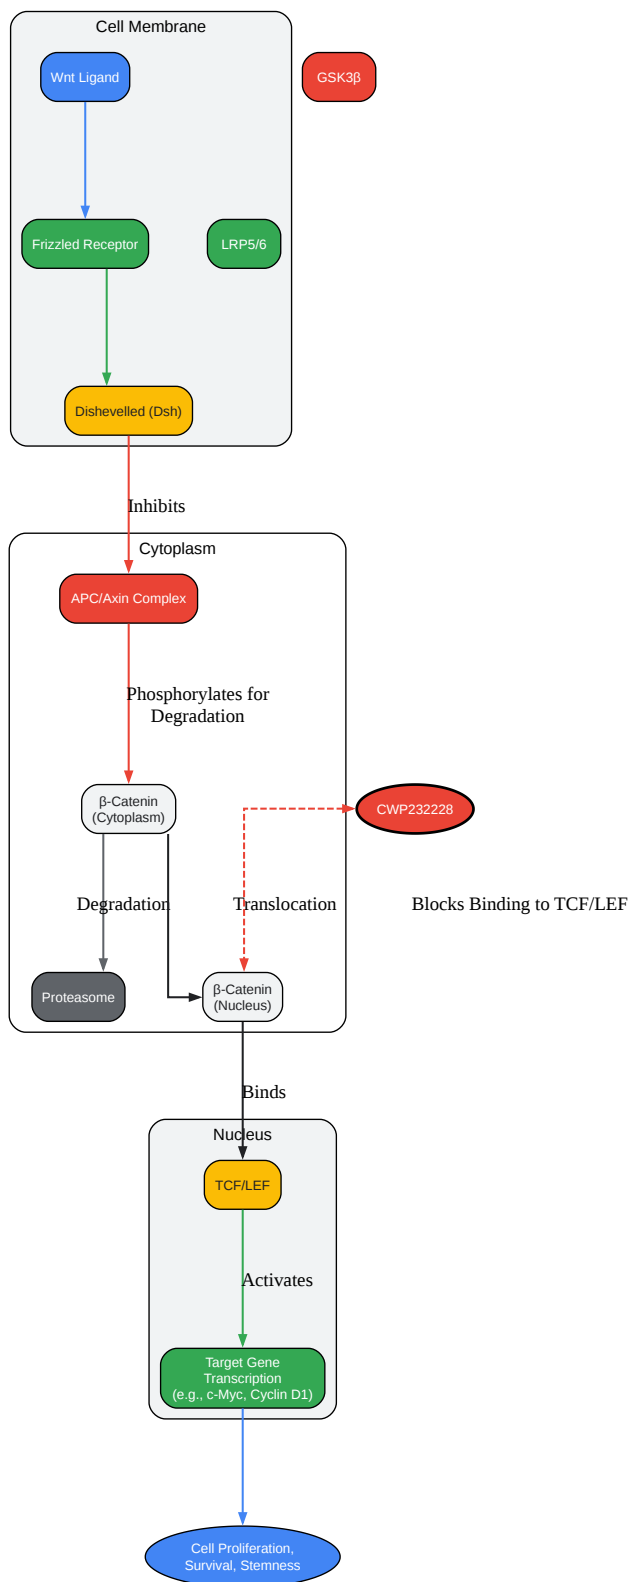 Cell Membrane
Wnt Ligand
GSK3β
Frizzled Receptor
LRP5/6
Dishevelled (Dsh)
Inhibits
Cytoplasm
APC/Axin Complex
Phosphorylates for
Degradation
β-Catenin
(Cytoplasm)
CWP232228
Degradation
Translocation
Blocks Binding to TCF/LEF
Proteasome
β-Catenin
(Nucleus)
Binds
Nucleus
TCF/LEF
Activates
Target Gene
Transcription
(e.g., c-Myc, Cyclin D1)
Cell Proliferation,
Survival, Stemness